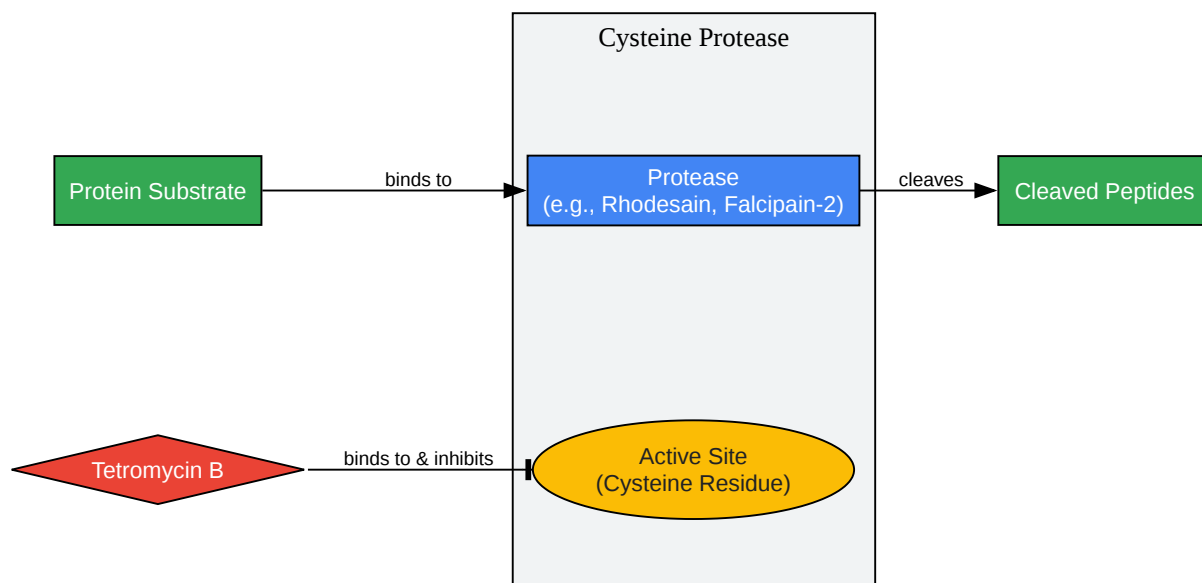 Cysteine Protease
Protein Substrate
binds to
Protease
(e.g., Rhodesain, Falcipain-2)
cleaves
Cleaved Peptides
Tetromycin B
binds to & inhibits
Active Site
(Cysteine Residue)